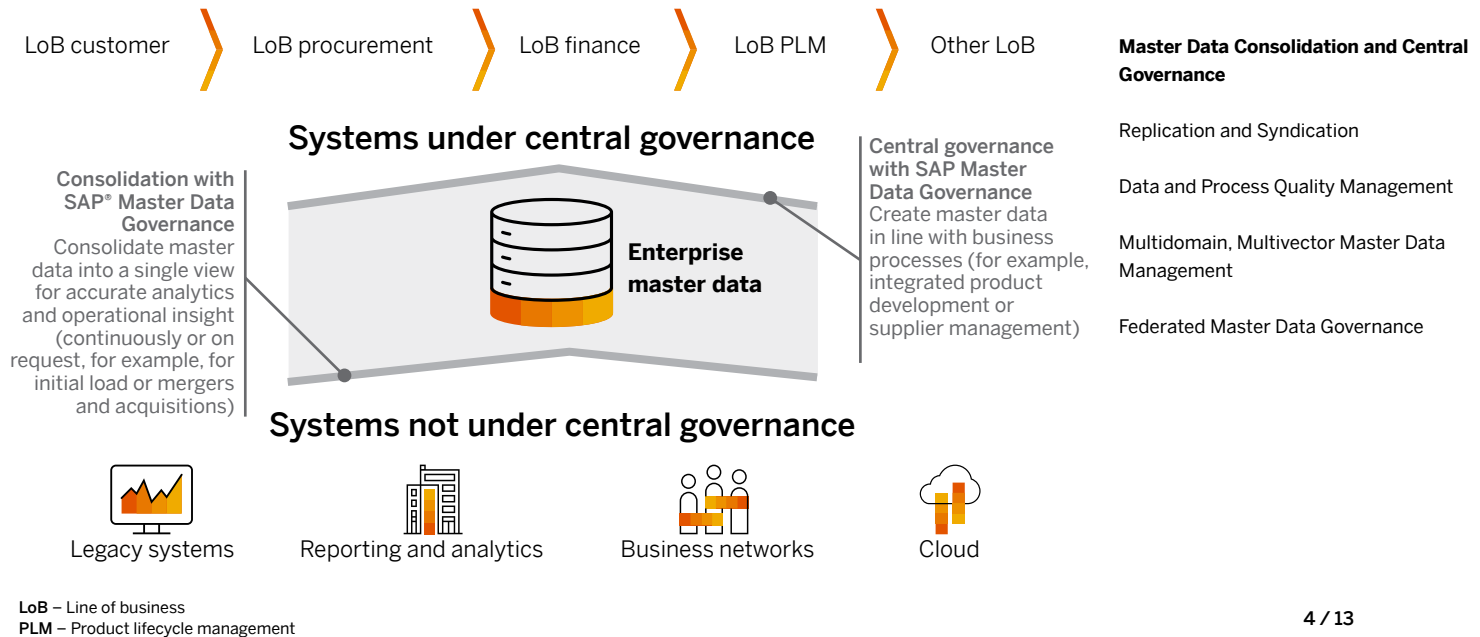 LoB customer
LoB procurement
LoB finance
LoB PLM
Other LoB
Systems under central governance
Consolidation with
SAP® Master Data
Governance
Consolidate master
data into a single view
for accurate analytics
and operational insight
(continuously or on
request, for example, for
initial load or mergers
and acquisitions)
Enterprise
master data
Central governance
with SAP Master
Data Governance
Create master data
in line with business
processes (for example,
integrated product
development or
supplier management)
Systems not under central governance
Legacy systems
Reporting and analytics
Business networks
Cloud
LoB – Line of business
PLM – Product lifecycle management
Master Data Consolidation and Central
Governance
Replication and Syndication
Data and Process Quality Management
Multidomain, Multivector Master Data
Management
Federated Master Data Governance
4 / 13